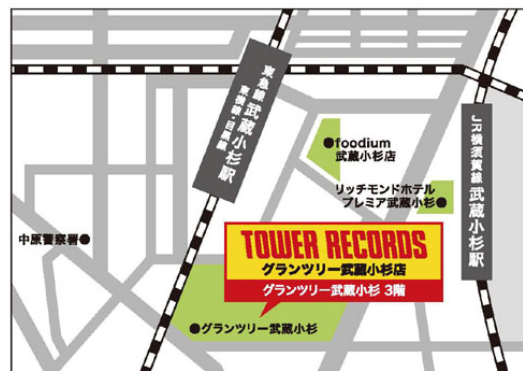 東急線 武蔵小杉駅
東横線・目黒線
foodium
武蔵小杉店
リッチモンドホテル
プレミア武蔵小杉
JR横須賀線 武蔵小杉駅
中原警察署
TOWER RECORDS
グランツリー武蔵小杉店
グランツリー武蔵小杉 3階
グランツリー武蔵小杉